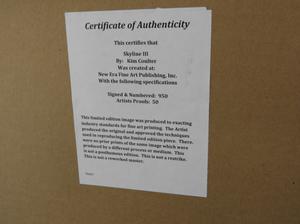 Certificate of Authenticity
This certifies that
Skyline III
By: Kim Coulter
Was created at:
New Era Fine Art Publishing, Inc.
With the following specifications
Signed & Numbered: 950
Artists Proofs: 50
This limited edition image was produced to exacting
industry standards for fine art printing. The Artist
produced the original and approved the techniques
used in reproducing the limited edition piece. There
were no prior prints of the same image which were
produced by a different process or medium. This
is not a posthumous edition. This is not a restrike.
This is not a reworked master.